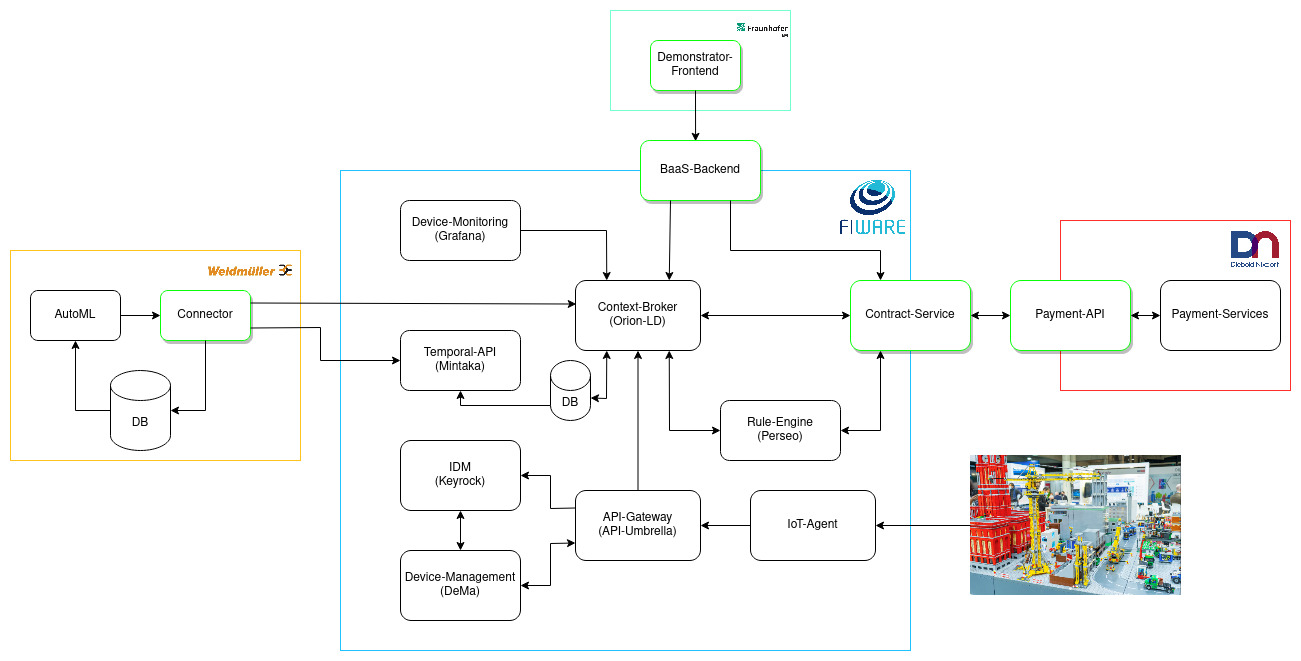 Fraunhofer
Demonstrator-
Frontend
BaaS-Backend
FIWARE
Device-Monitoring
(Grafana)
DN
Diebold Nixdorf
Weidmüller
AutoML
Connector
Context-Broker
(Orion-LD)
Contract-Service
Payment-API
Payment-Services
Temporal-API
(Mintaka)
DB
DB
Rule-Engine
(Perseo)
IDM
(Keyrock)
API-Gateway
(API-Umbrella)
IoT-Agent
Device-Management
(DeMa)